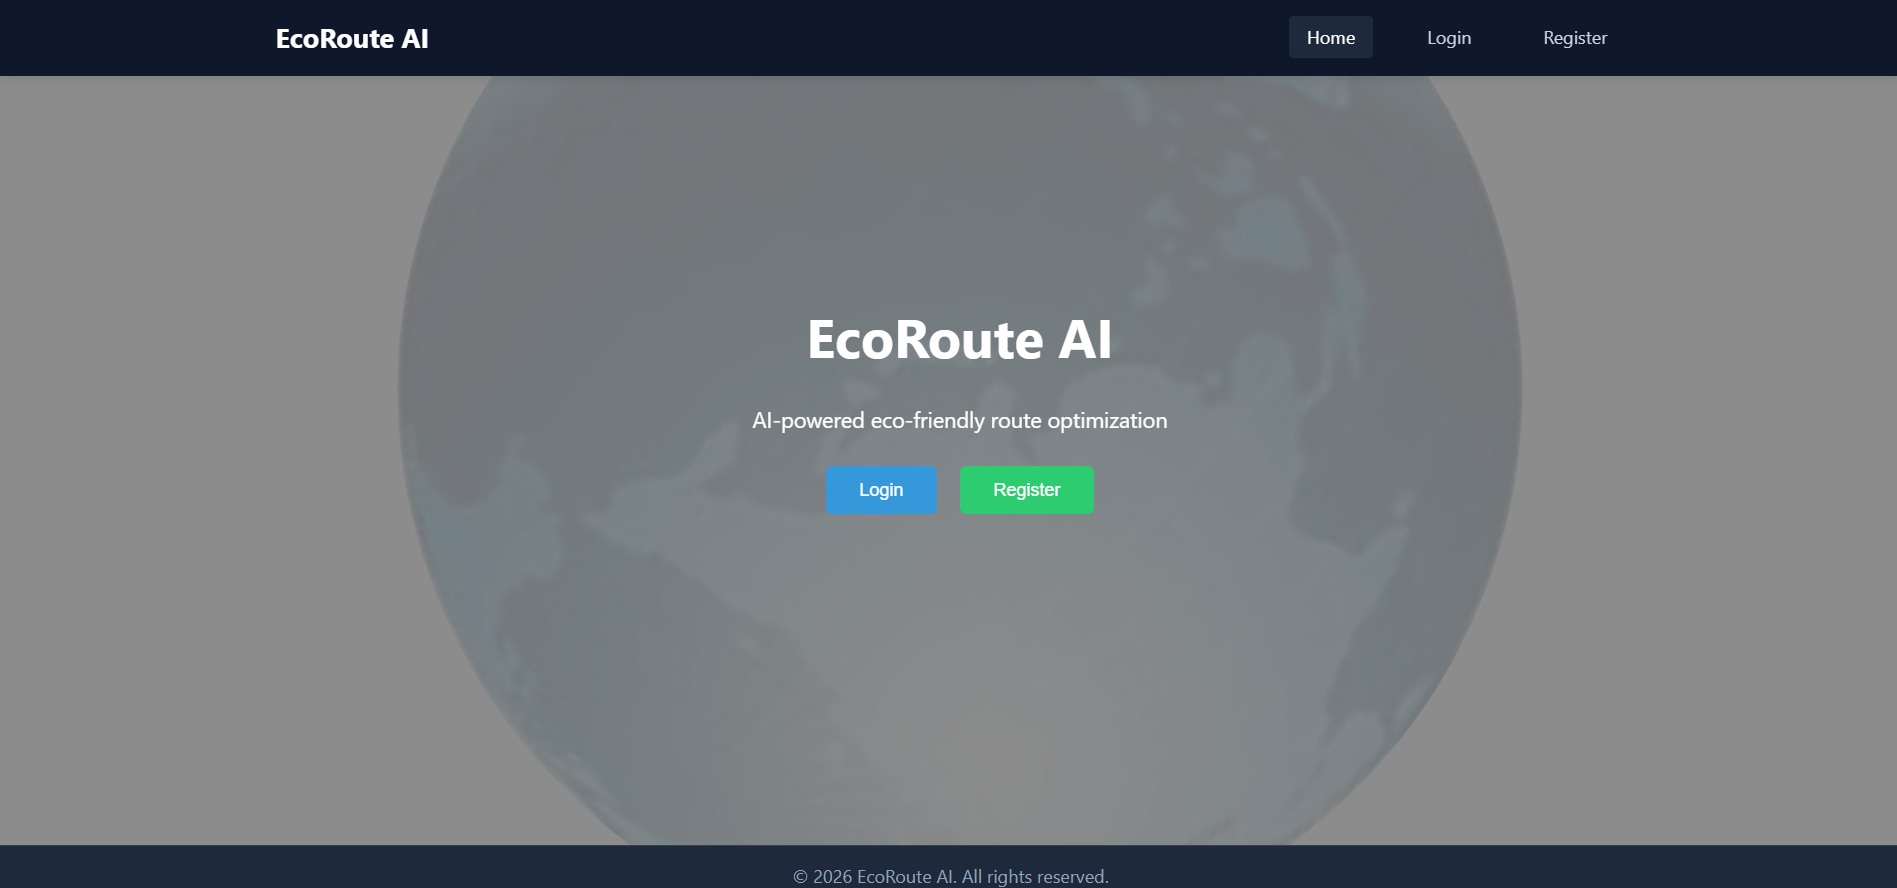 EcoRoute AI
Home Login Register
EcoRoute AI
AI-powered eco-friendly route optimization
Login Register
© 2026 EcoRoute AI. All rights reserved.